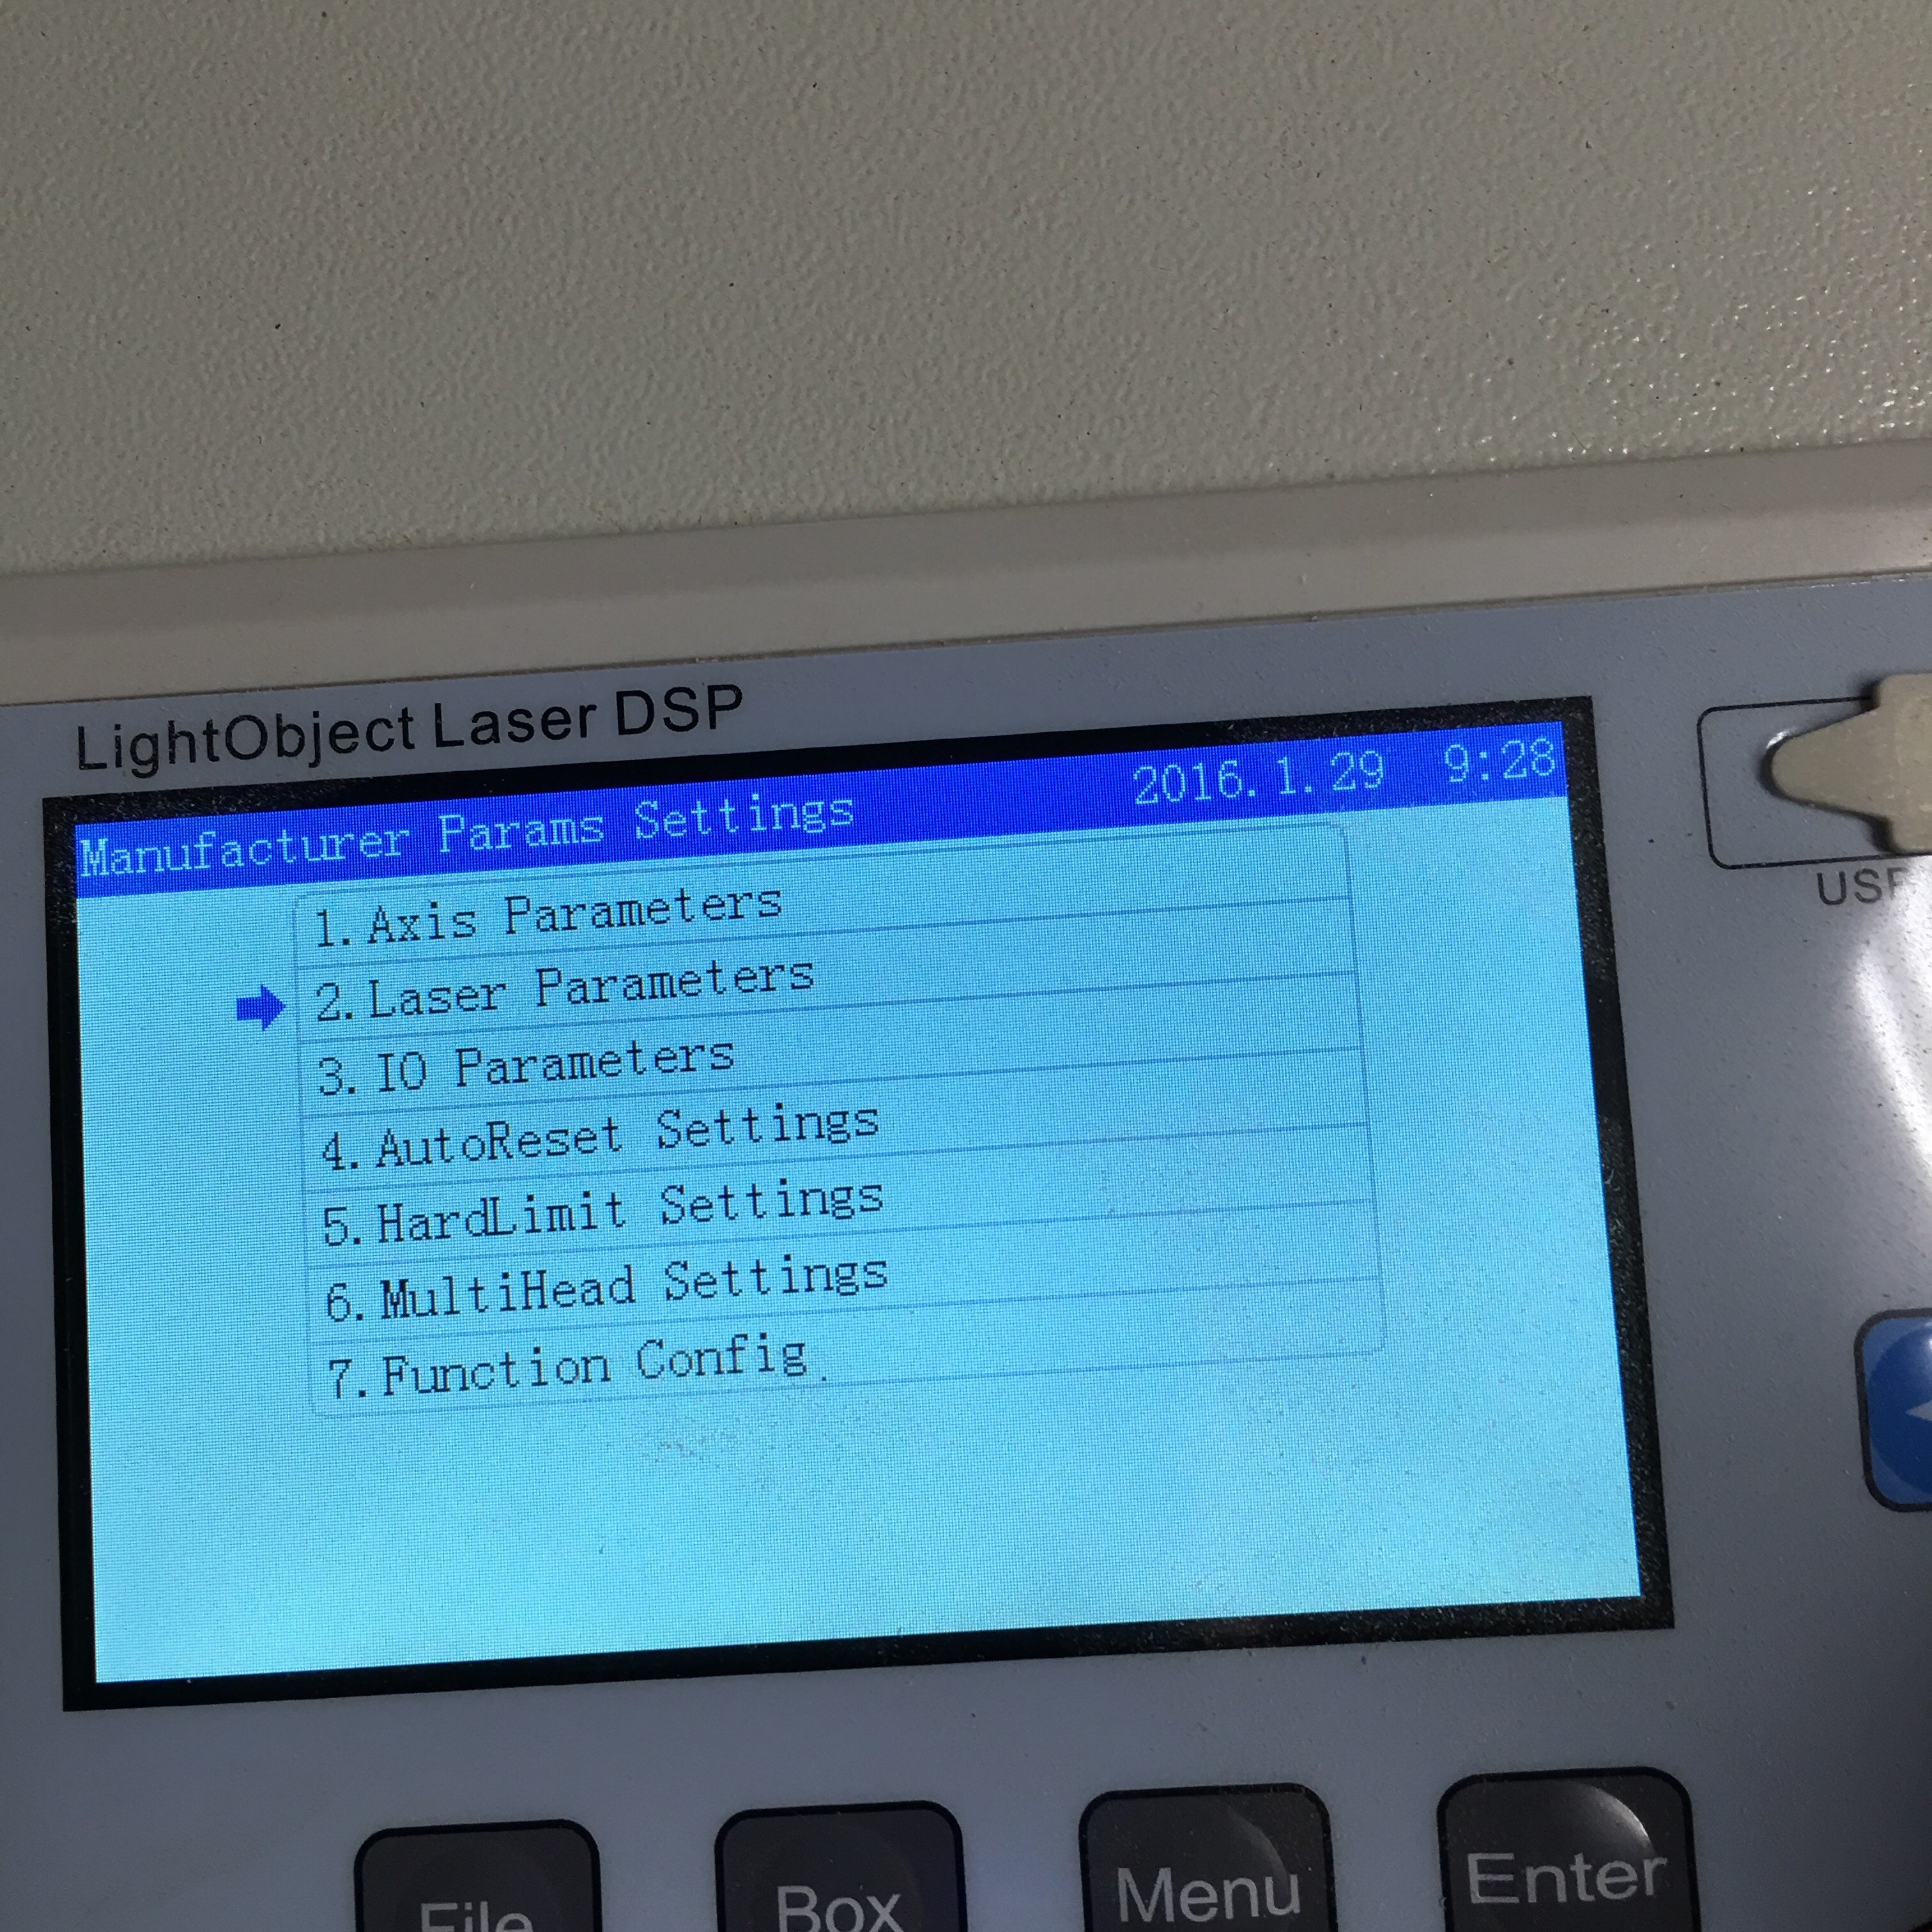 LightObject Laser DSP
Manufacturer Params Settings 2016.1.29 9:28
1.Axis Parameters
2.Laser Parameters
3.IO Parameters
4.AutoReset Settings
5.HardLimit Settings
6.MultiHead Settings
7.Function Config
File Box Menu Enter